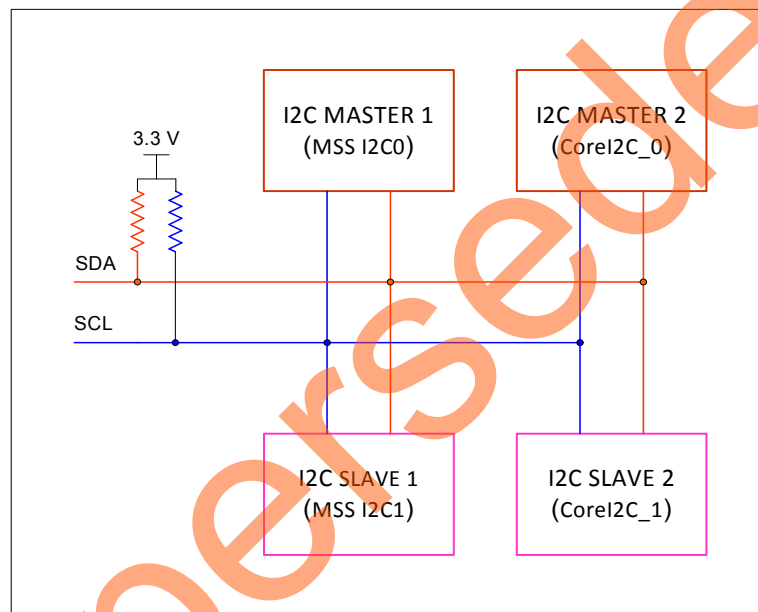 I2C MASTER 1
(MSS I2C0)
I2C MASTER 2
(CoreI2C_0)
3.3 V
SDA
SCL
I2C SLAVE 1
(MSS I2C1)
I2C SLAVE 2
(CoreI2C_1)
persede